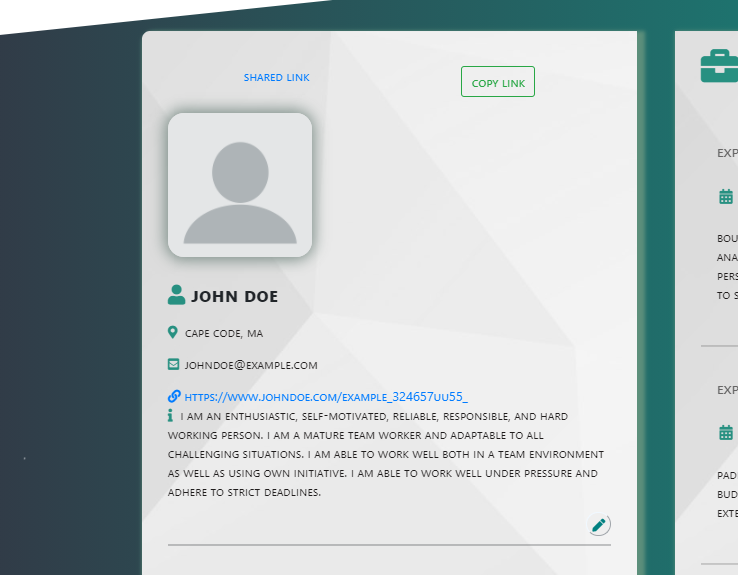 SHARED LINK
COPY LINK
JOHN DOE
CAPE CODE, MA
JOHNDOE@EXAMPLE.COM
HTTPS://WWW.JOHNDOE.COM/EXAMPLE_324657UU55_
I AM AN ENTHUSIASTIC, SELF-MOTIVATED, RELIABLE, RESPONSIBLE, AND HARD
WORKING PERSON. I AM A MATURE TEAM WORKER AND ADAPTABLE TO ALL
CHALLENGING SITUATIONS. I AM ABLE TO WORK WELL BOTH IN A TEAM ENVIRONMENT
AS WELL AS USING OWN INITIATIVE. I AM ABLE TO WORK WELL UNDER PRESSURE AND
ADHERE TO STRICT DEADLINES.
EXP
BOU
ANA
PERS
TO S
EXP
PAD
BUD
EXTE